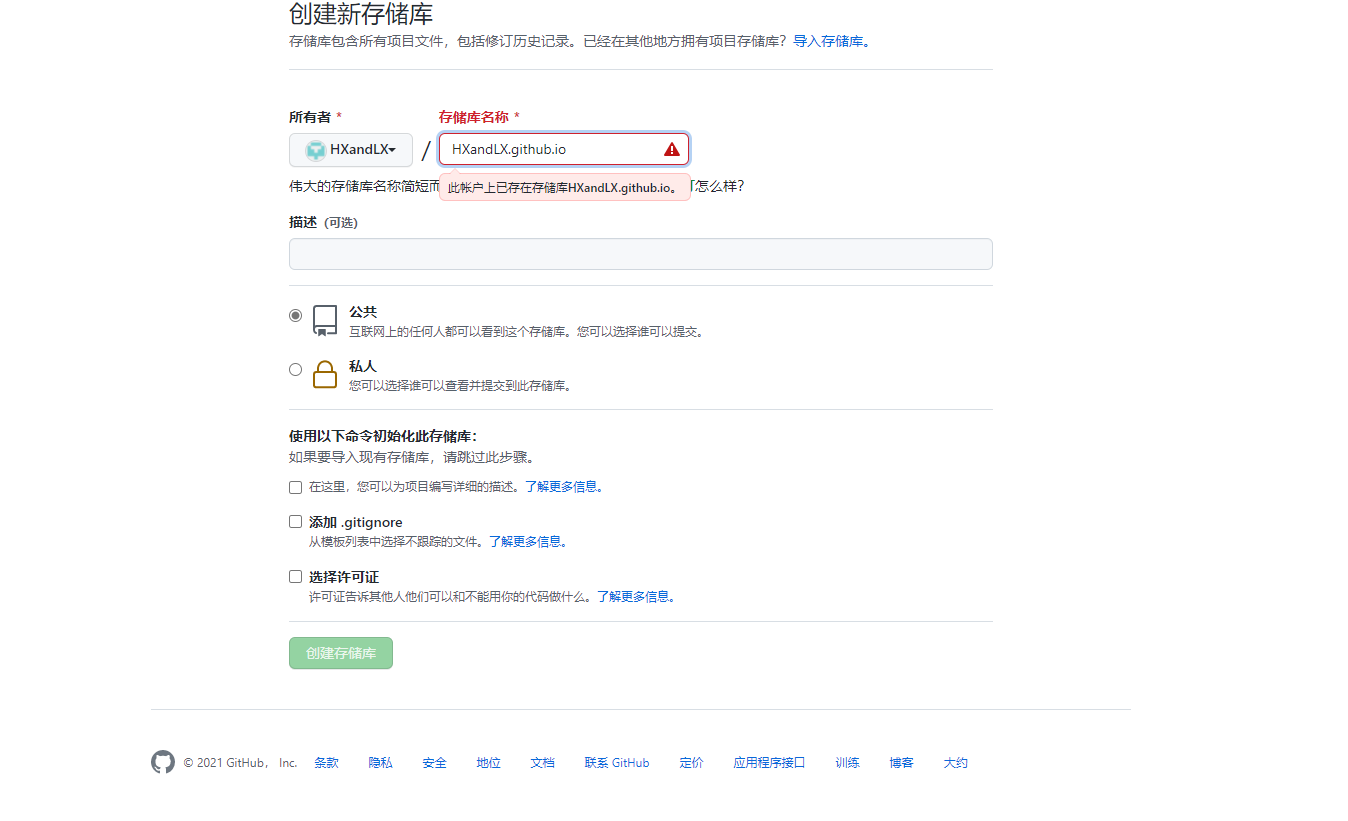 创建新存储库
存储库包含所有项目文件，包括修订历史记录。已经在其他地方拥有项目存储库？导入存储库。
所有者 * 存储库名称 *
HXandLX / HXandLX.github.io
伟大的存储库名称简短而 怎么样？
此帐户上已存在存储库HXandLX.github.io。
描述 (可选)
公共
互联网上的任何人都可以看到这个存储库。您可以选择谁可以提交。
私人
您可以选择谁可以查看并提交到此存储库。
使用以下命令初始化此存储库：
如果要导入现有存储库，请跳过此步骤。
在这里，您可以为项目编写详细的描述。了解更多信息。
添加 .gitignore
从模板列表中选择不跟踪的文件。了解更多信息。
选择许可证
许可证告诉其他人他们可以和不能用你的代码做什么。了解更多信息。
创建存储库
© 2021 GitHub， Inc. 条款 隐私 安全 地位 文档 联系 GitHub 定价 应用程序接口 训练 博客 大约